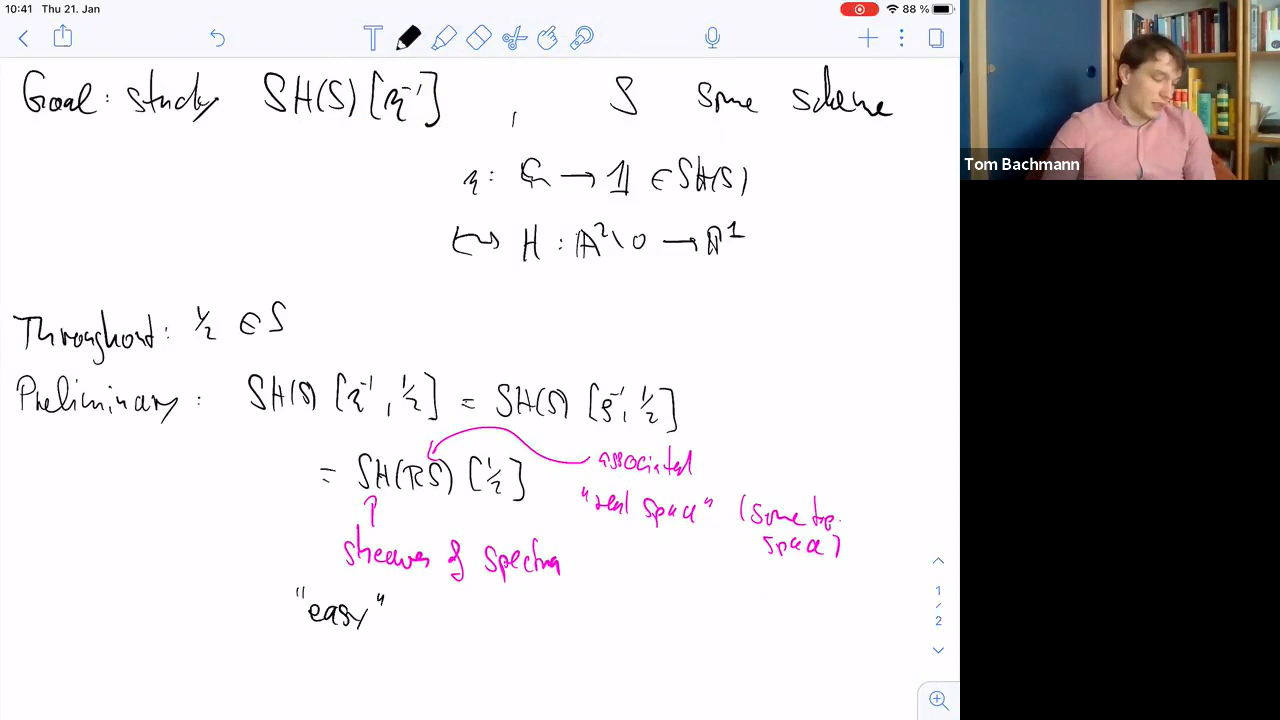 10:41 Thu 21. Jan
88 %
Goal: study SH(S)[η⁻¹] , S some scheme
η: 𝔾ₘ → 𝟙 ∈ SH(S)
↔ H : 𝔸²\0 → ℙ¹
Throughout: 1/2 ∈ S
Preliminary: SH(S)[η⁻¹, 1/2] = SH(S)[ρ⁻¹, 1/2]
= SH(RS)[1/2]
associated
"real space" (some top.
space)
sheaves of spectra
"easy"
1
/
2
Tom Bachmann